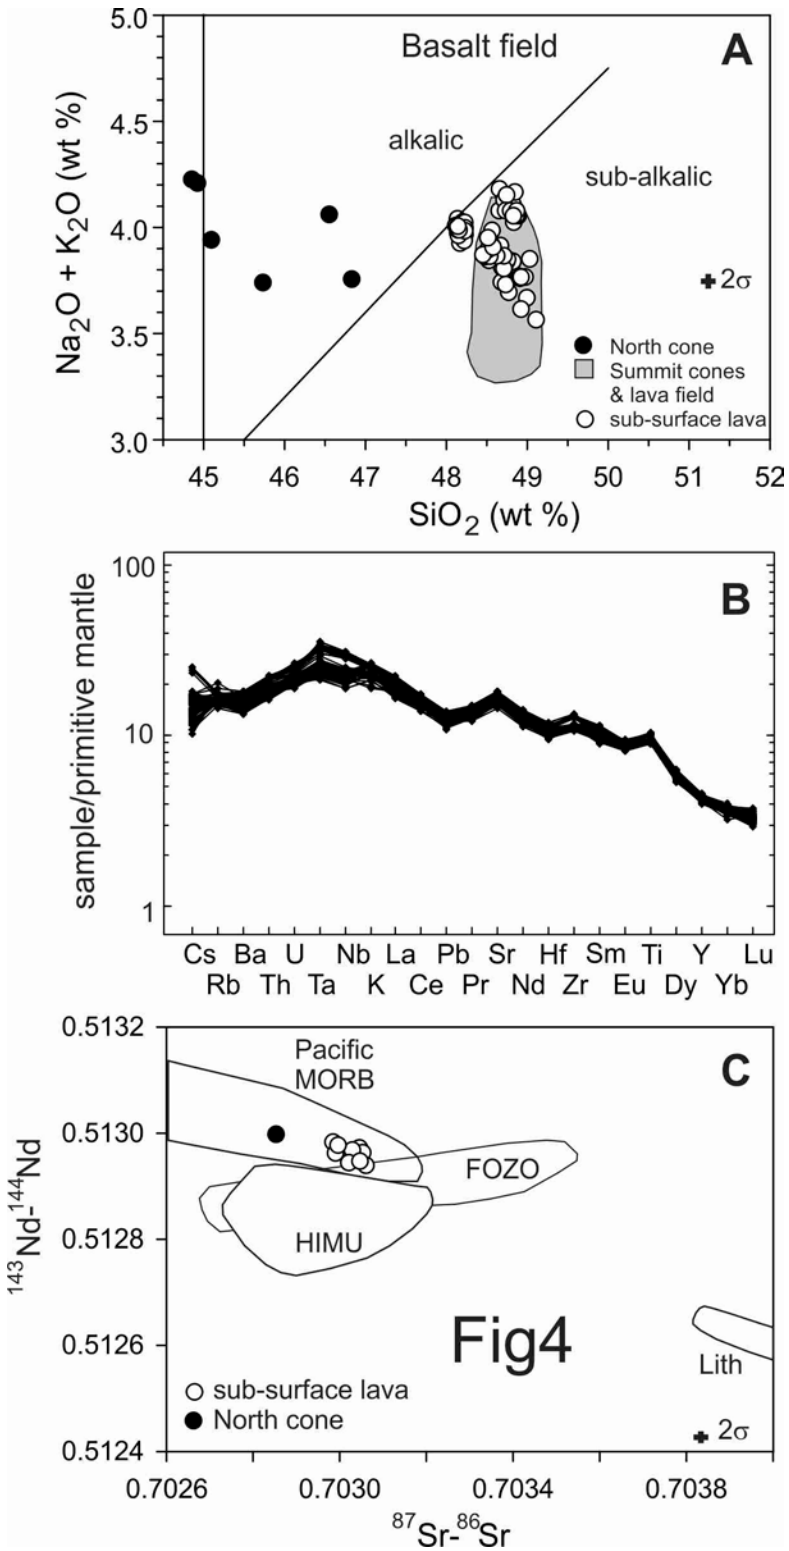 A
Basalt field
alkalic
sub-alkalic
Na₂O + K₂O (wt %)
5.0
4.5
4.0
3.5
3.0
2σ
North cone
Summit cones
& lava field
sub-surface lava
45 46 47 48 49 50 51 52
SiO₂ (wt %)
B
sample/primitive mantle
100
10
1
Cs Ba U Nb La Pb Sr Hf Sm Ti Y Lu
Rb Th Ta K Ce Pr Nd Zr Eu Dy Yb
C
¹⁴³Nd-¹⁴⁴Nd
0.5132
0.5130
0.5128
0.5126
0.5124
Pacific
MORB
FOZO
HIMU
Fig4
Lith
sub-surface lava
North cone
2σ
0.7026 0.7030 0.7034 0.7038
⁸⁷Sr-⁸⁶Sr